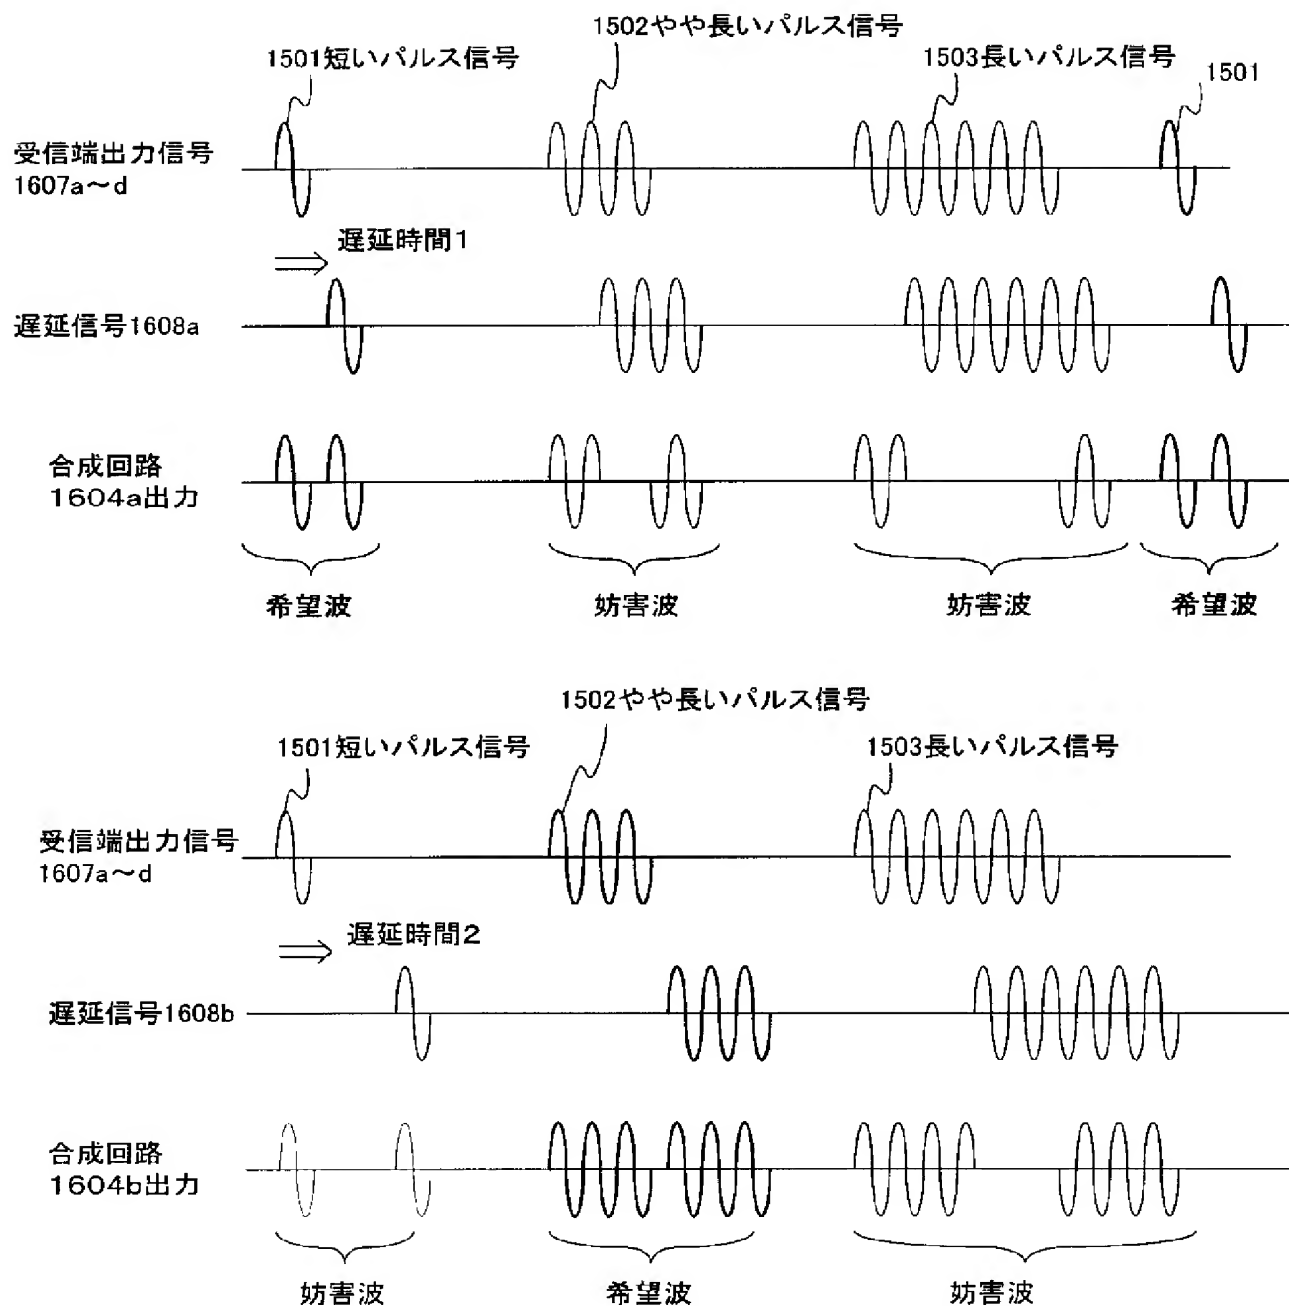 1502やや長いパルス信号
1501短いパルス信号
1503長いパルス信号
1501
受信端出力信号
1607a～d
遅延時間1
遅延信号1608a
合成回路
1604a出力
希望波
妨害波
妨害波
希望波
1502やや長いパルス信号
1501短いパルス信号
1503長いパルス信号
受信端出力信号
1607a～d
遅延時間2
遅延信号1608b
合成回路
1604b出力
妨害波
希望波
妨害波